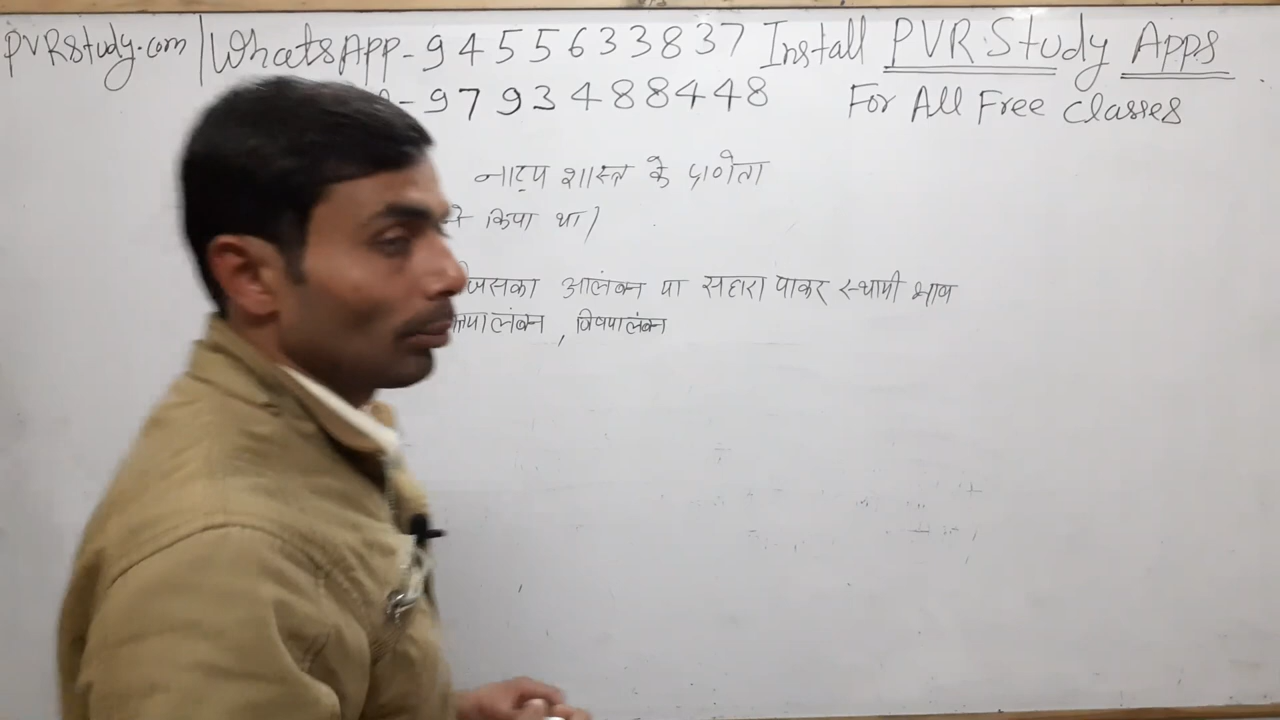 PVRStudy.com | WhatsApp - 9455633837 Install PVR Study Apps
- 9793488448 For All Free Classes
नाट्य शास्त्र के प्रणेता
किया था /
जिसका आलंबन या सहारा पाकर स्थायी भाव
लंबन , विषयालंबन